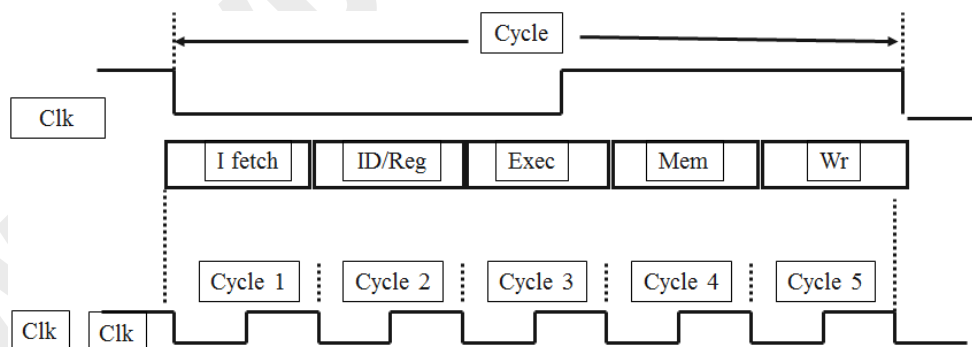 Cycle
Clk
I fetch ID/Reg Exec Mem Wr
Cycle 1 Cycle 2 Cycle 3 Cycle 4 Cycle 5
Clk Clk